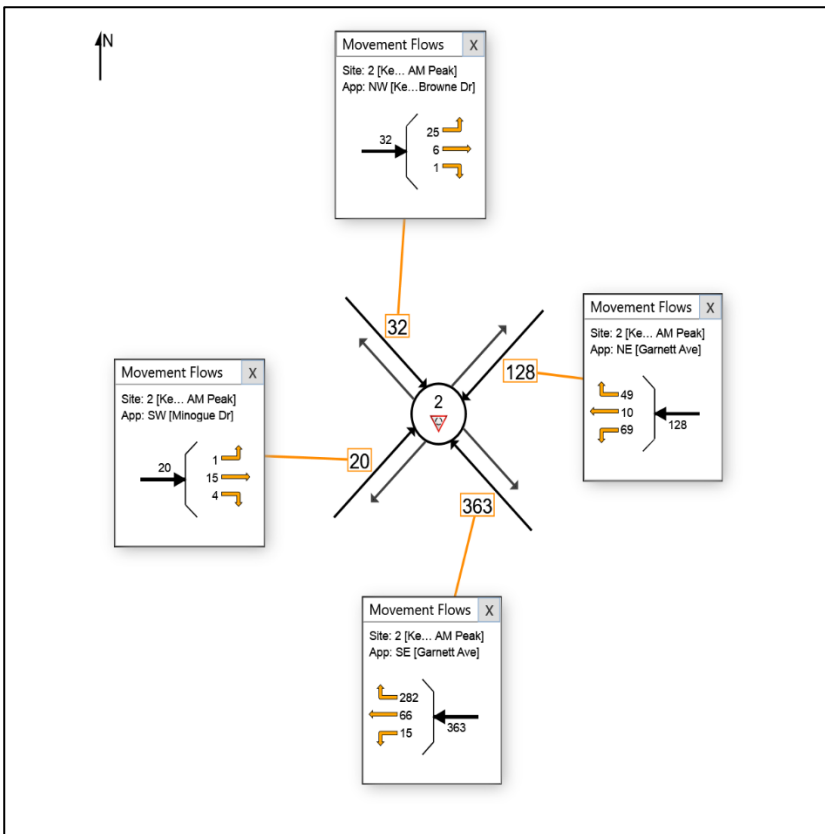 N
Movement Flows X
Site: 2 [Ke... AM Peak]
App: NW [Ke...Browne Dr]
32
25
6
1
Movement Flows X
Site: 2 [Ke... AM Peak]
App: NE [Garnett Ave]
49
10
69
128
32
128
2
Movement Flows X
Site: 2 [Ke... AM Peak]
App: SW [Minogue Dr]
20
1
15
4
20
363
Movement Flows X
Site: 2 [Ke... AM Peak]
App: SE [Garnett Ave]
282
66
15
363